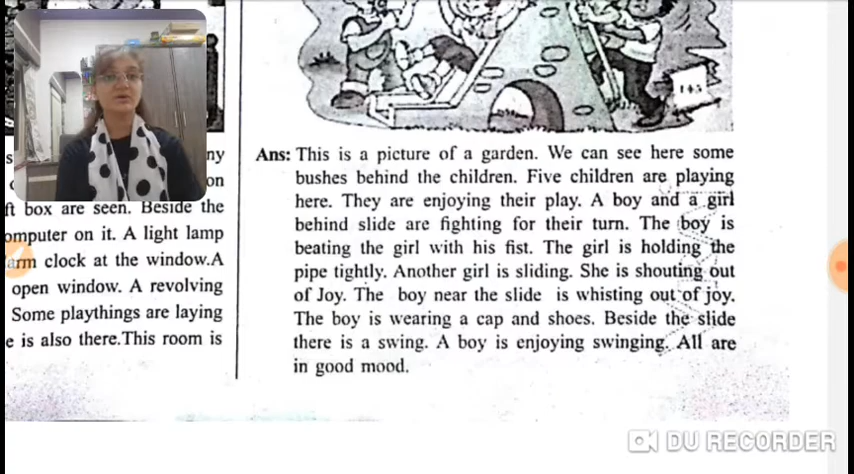 145
ny
on
ft box are seen. Beside the
omputer on it. A light lamp
arm clock at the window.A
open window. A revolving
Some playthings are laying
e is also there.This room is
Ans: This is a picture of a garden. We can see here some
bushes behind the children. Five children are playing
here. They are enjoying their play. A boy and a girl
behind slide are fighting for their turn. The boy is
beating the girl with his fist. The girl is holding the
pipe tightly. Another girl is sliding. She is shouting out
of Joy. The boy near the slide is whisting out of joy.
The boy is wearing a cap and shoes. Beside the slide
there is a swing. A boy is enjoying swinging. All are
in good mood.
DU RECORDER